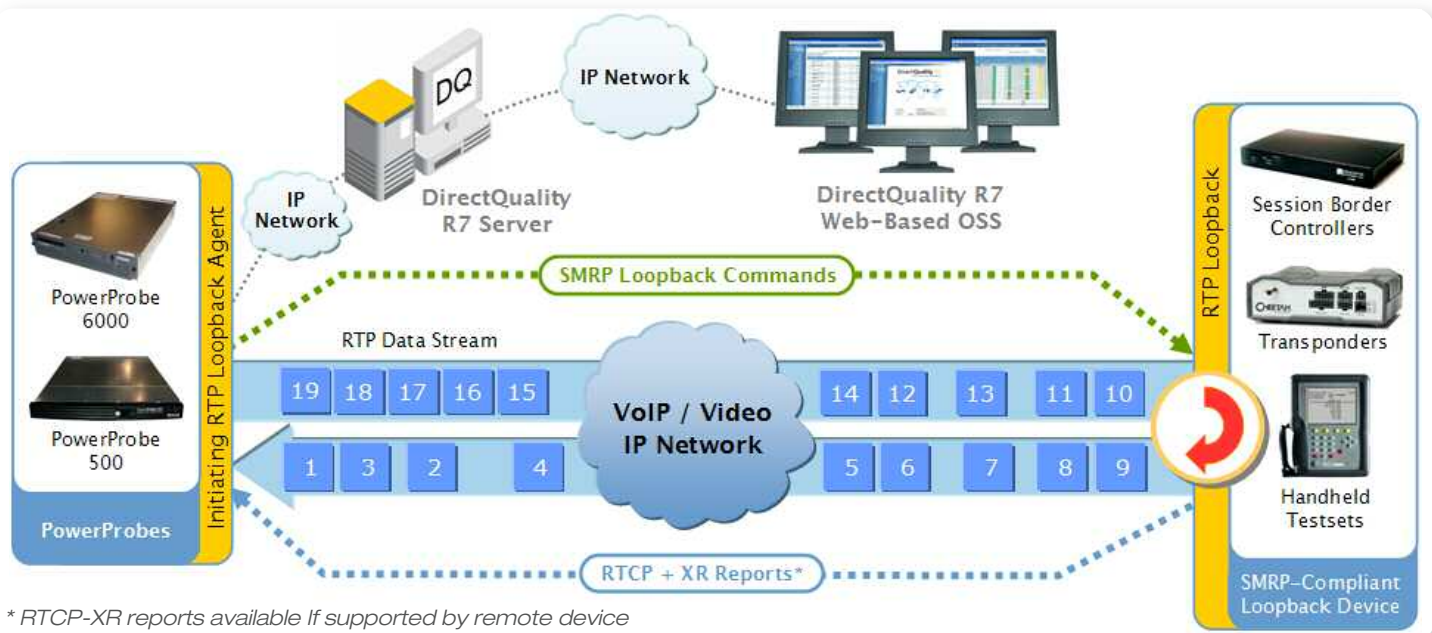 DQ
IP Network
DirectQuality
R7 Server
DirectQuality R7
Web-Based OSS
IP
Network
PowerProbe
6000
PowerProbe
500
PowerProbes
Initiating RTP Loopback Agent
SMRP Loopback Commands
RTP Data Stream
19 18 17 16 15
14 12 13 11 10
VoIP / Video
IP Network
1 3 2 4
5 6 7 8 9
RTCP + XR Reports*
RTP Loopback
Session Border
Controllers
CHEETAH
Transponders
Handheld
Testsets
SMRP-Compliant
Loopback Device
* RTCP-XR reports available If supported by remote device